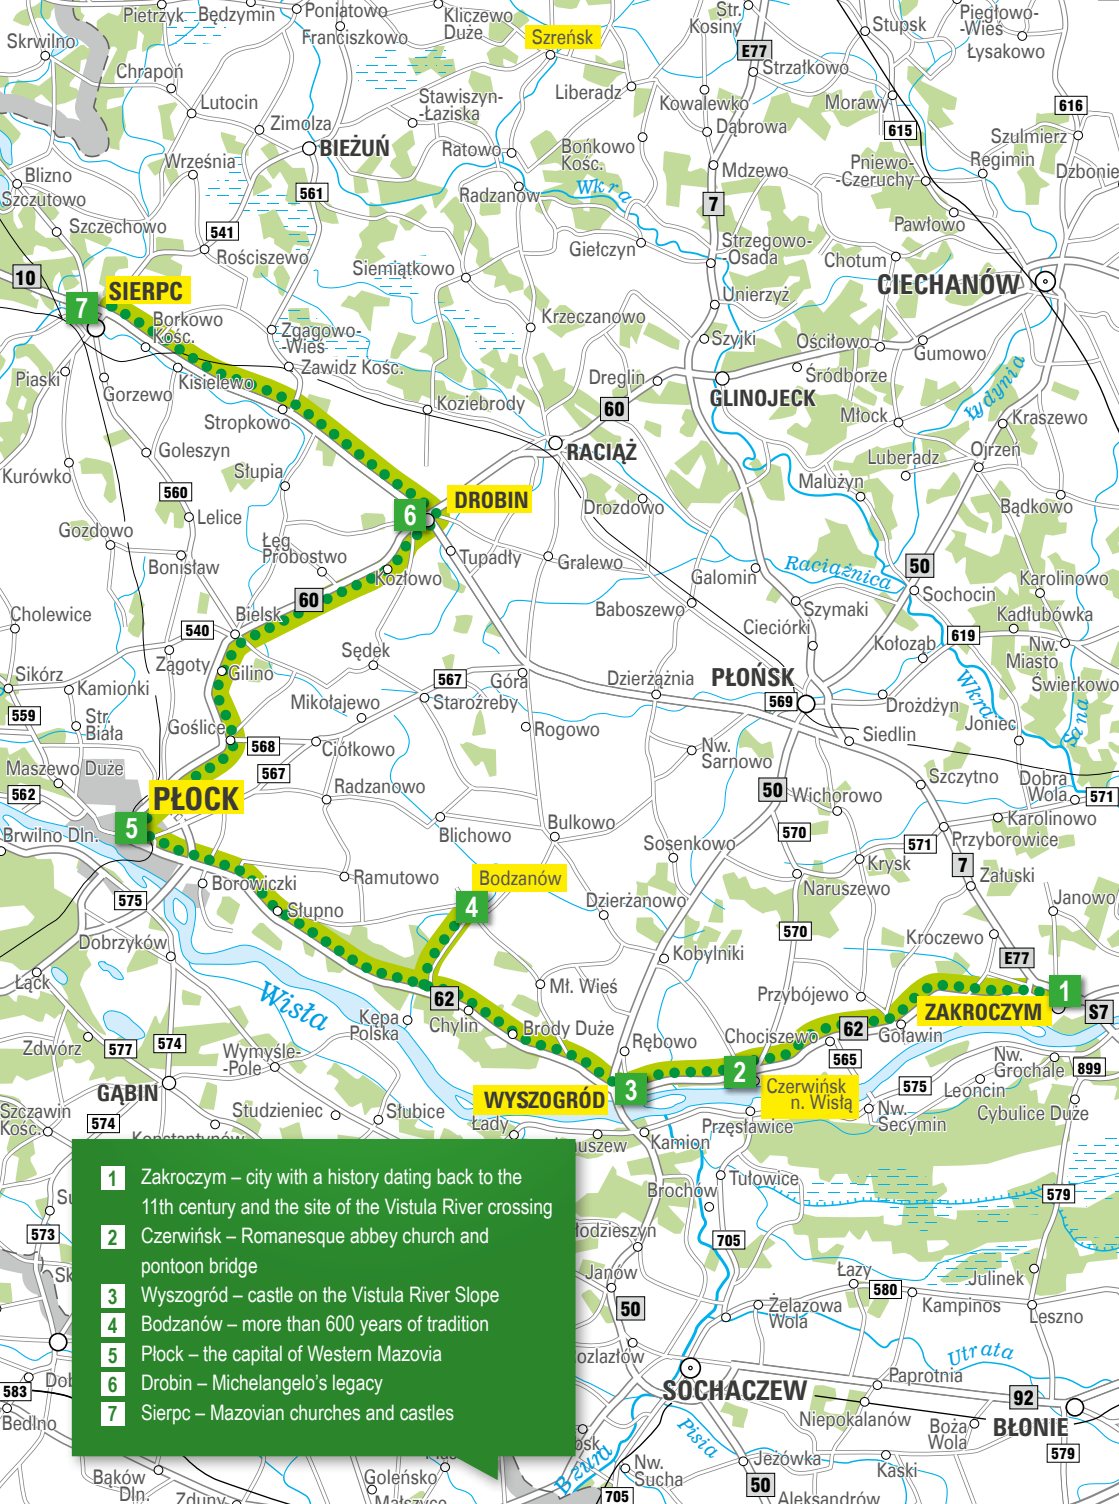 Pietrzyk
Będzymin
Poniatowo
Franciszkowo
Kliczewo
Duże
Szreńsk
Str.
Kosiny
E77
Strzałkowo
Stupsk
Piegłowo-
-Wieś
Łysakowo
Skrwilno
Chrapoń
Lutocin
Zimolza
BIEŻUŃ
Stawiszyn-
-Łaziska
Liberadz
Kowalewko
Dąbrowa
Morawy
615
616
Szulmierz
Regimin
Dzbonie
Blizno
Szczutowo
Wrześnią
561
Ratowo
Bońkowo
Kośc.
Radzanów
Wkra
Mdzewo
7
Pniewo-
-Czeruchy
Pawłowo
Szczechowo
541
Rościszewo
Siemiątkowo
Giełczyn
Strzegowo-
-Osada
Chotum
CIECHANÓW
10
SIERPC
7
Borkowo
Kośc.
Zgagowo-
-Wieś
Krzeczanowo
Unierzyż
Szyjki
Ościłowo
Gumowo
Piaski
Gorzewo
Kisielewo
Zawidz Kośc.
Dreglin
Śródborze
GLINOJECK
Łydynia
Stropkowo
Koziebrody
60
Młock
Kraszewo
Goleszyn
RACIĄŻ
Luberadz
Ojrzeń
Kurówko
Słupia
560
DROBIN
6
Drozdowo
Malużyn
Bądkowo
Gozdowo
Lelice
Łęg
Probostwo
Bonisław
Tupadły
Gralewo
Kozłowo
Galomin
Raciążnica
50
Sochocin
Karolinowo
60
Cholewice
Bielsk
540
Baboszewo
Szymaki
Cieciórki
Kołoząb
619
Kadłubówka
Nw.
Miasto
Zągoty
Gilino
Sędek
567
Góra
Dzierżążnia
PŁOŃSK
569
Świerkowo
Sikórz
Kamionki
Mikołajewo
Staroźreby
Drożdżyn
Wkra
Joniec
Sana
559
Str.
Biała
Goślice
568
Ciółkowo
Rogowo
Nw.
Sarnowo
Siedlin
Maszewo Duże
567
562
PŁOCK
Radzanowo
50
Wichorowo
Szczytno
Dobra
Wola
571
5
Brwilno Dln.
Blichowo
Bulkowo
Sosenkowo
570
571
Karolinowo
Przyborowice
Krysk
7
Załuski
Borowiczki
Ramutowo
Bodzanów
4
Naruszewo
575
Słupno
Dzierżanowo
Janowo
Dobrzyków
570
Kroczewo
Kobylniki
E77
Łąck
Wisła
62
Mł. Wieś
Przybójewo
1
ZAKROCZYM
S7
Kępa
Polska
Chylin
Bródy Duże
Rębowo
Chociszewo
62
Goławin
Zdwórz
577
574
Wymyśle-
-Pole
565
Nw.
Grochale
899
GĄBIN
WYSZOGRÓD
3
2
Czerwińsk
n. Wisłą
575
Leoncin
Szczawin
Kośc.
574
Studzieniec
Słubice
Łady
Kamion
Przęsławice
Nw.
Secymin
Cybulice Duże
Tułowice
Brochów
579
573
705
Janów
Łazy
580
Julinek
50
Żelazowa
Wola
Kampinos
Leszno
Utrata
Paprotnia
SOCHACZEW
92
583
Niepokalanów
Boża
Wola
BŁONIE
Bedlno
Pisia
579
Bzura
Nw.
Sucha
Jeżówka
Kaski
50
705
Aleksandrów
Bąków
Dln.
Zduny
Goleńsko
1 Zakroczym – city with a history dating back to the
11th century and the site of the Vistula River crossing
2 Czerwińsk – Romanesque abbey church and
pontoon bridge
3 Wyszogród – castle on the Vistula River Slope
4 Bodzanów – more than 600 years of tradition
5 Płock – the capital of Western Mazovia
6 Drobin – Michelangelo's legacy
7 Sierpc – Mazovian churches and castles